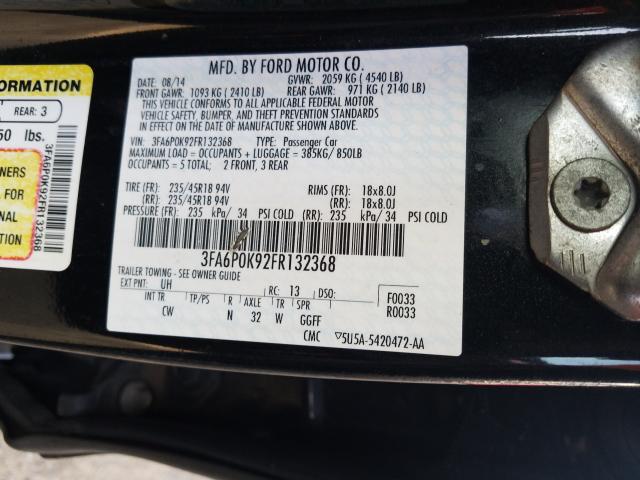 ORMATION
REAR: 3
50 lbs.
NERS
FOR
NAL
3FA6P0K92FR132368
MFD. BY FORD MOTOR CO.
DATE: 08/14 GVWR: 2059 KG (4540 LB)
FRONT GAWR: 1093 KG (2410 LB) REAR GAWR: 971 KG (2140 LB)
THIS VEHICLE CONFORMS TO ALL APPLICABLE FEDERAL MOTOR
VEHICLE SAFETY, BUMPER, AND THEFT PREVENTION STANDARDS
IN EFFECT ON THE DATE OF MANUFACTURE SHOWN ABOVE.
VIN: 3FA6P0K92FR132368 TYPE: Passenger Car
MAXIMUM LOAD = OCCUPANTS + LUGGAGE = 385KG/ 850LB
OCCUPANTS = 5 TOTAL: 2 FRONT, 3 REAR
TIRE (FR): 235/45R18 94V RIMS (FR): 18x8.0J
(RR): 235/45R18 94V (RR): 18x8.0J
PRESSURE (FR): 235 kPa/ 34 PSI COLD (RR): 235 kPa/ 34 PSI COLD
3FA6P0K92FR132368
TRAILER TOWING - SEE OWNER GUIDE
EXT PNT: UH RC: 13 DSO: F0033
INT TR TP/PS R AXLE TR SPR R0033
CW N 32 W GGFF
CMC ▽5U5A-5420472-AA